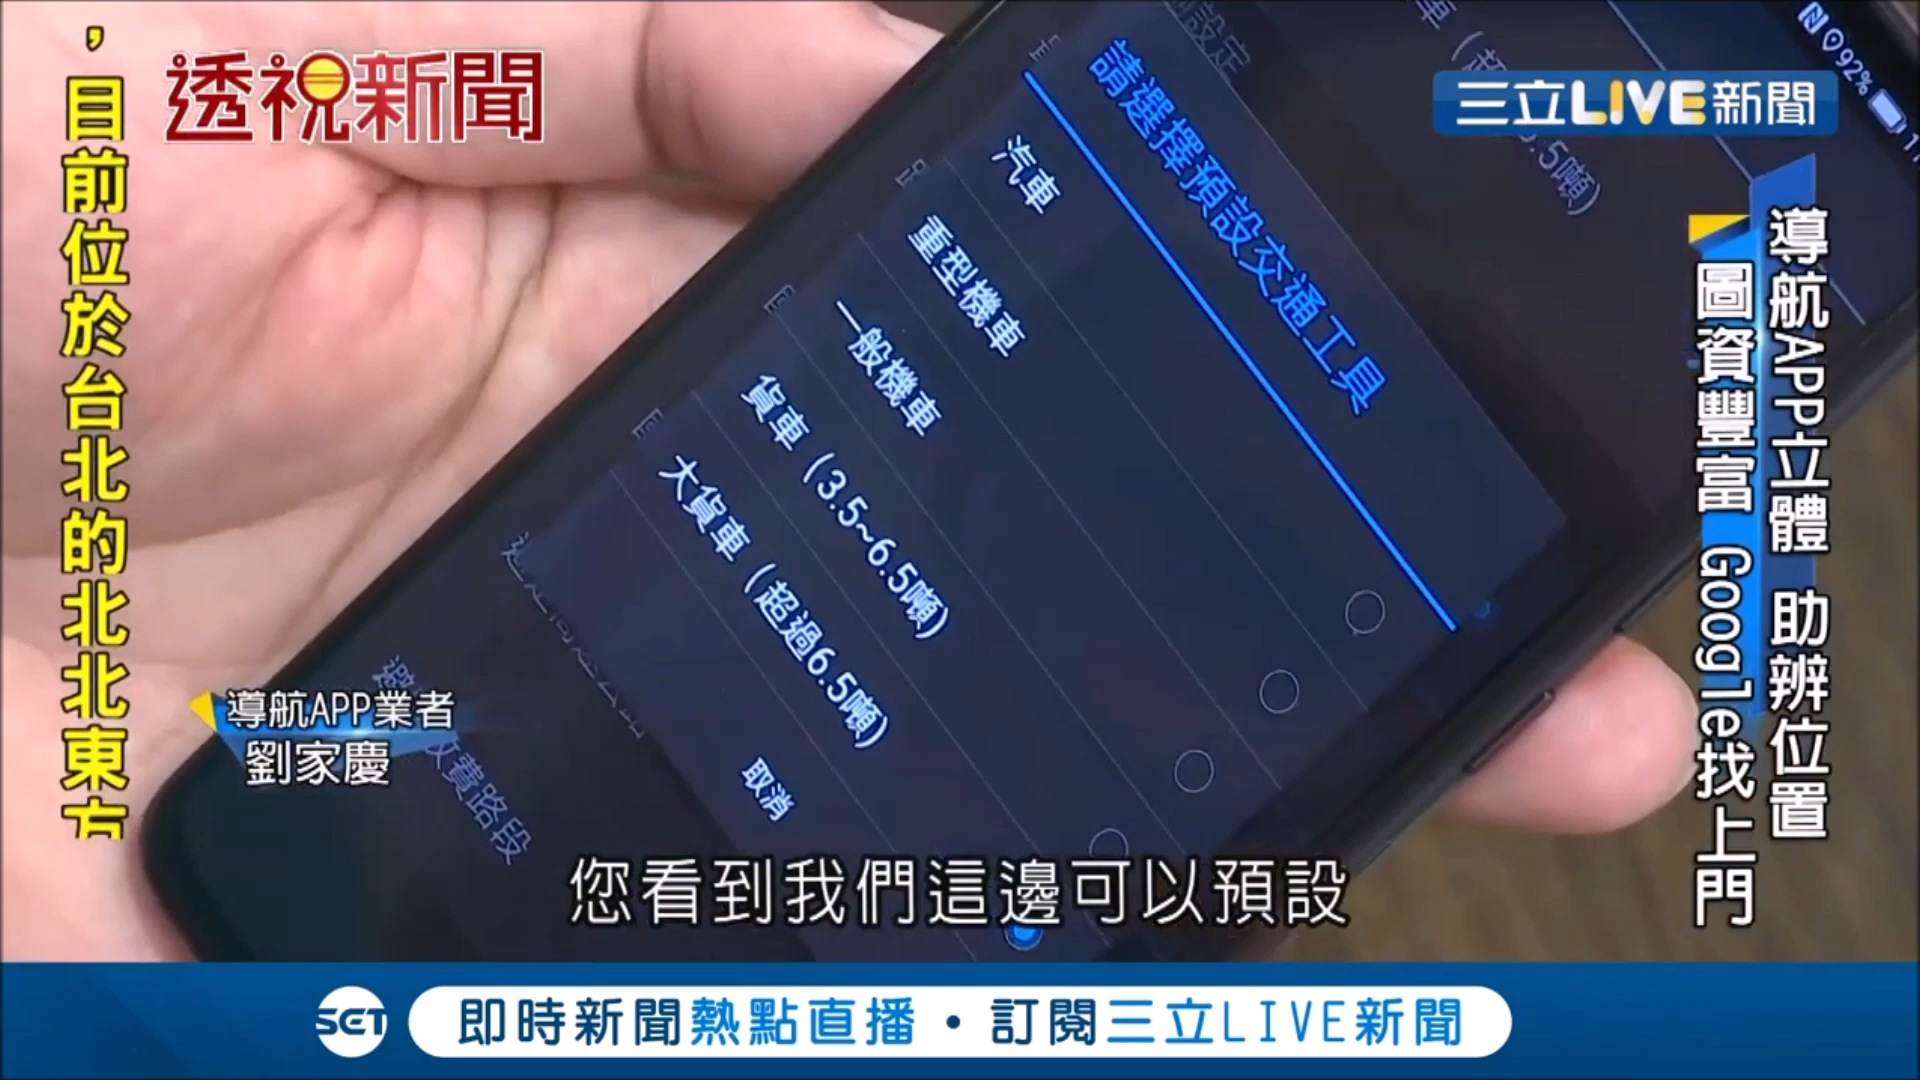 ，目前位於台北的北北東方
透視新聞
三立LIVE新聞
92%
導航APP立體 助辨位置
圖資豐富 Google找上門
請選擇預設交通工具
汽車
重型機車
一般機車
貨車（3.5~6.5噸）
大貨車（超過6.5噸）
取消
收費路段
導航APP業者
劉家慶
您看到我們這邊可以預設
SET
即時新聞熱點直播・訂閱三立LIVE新聞